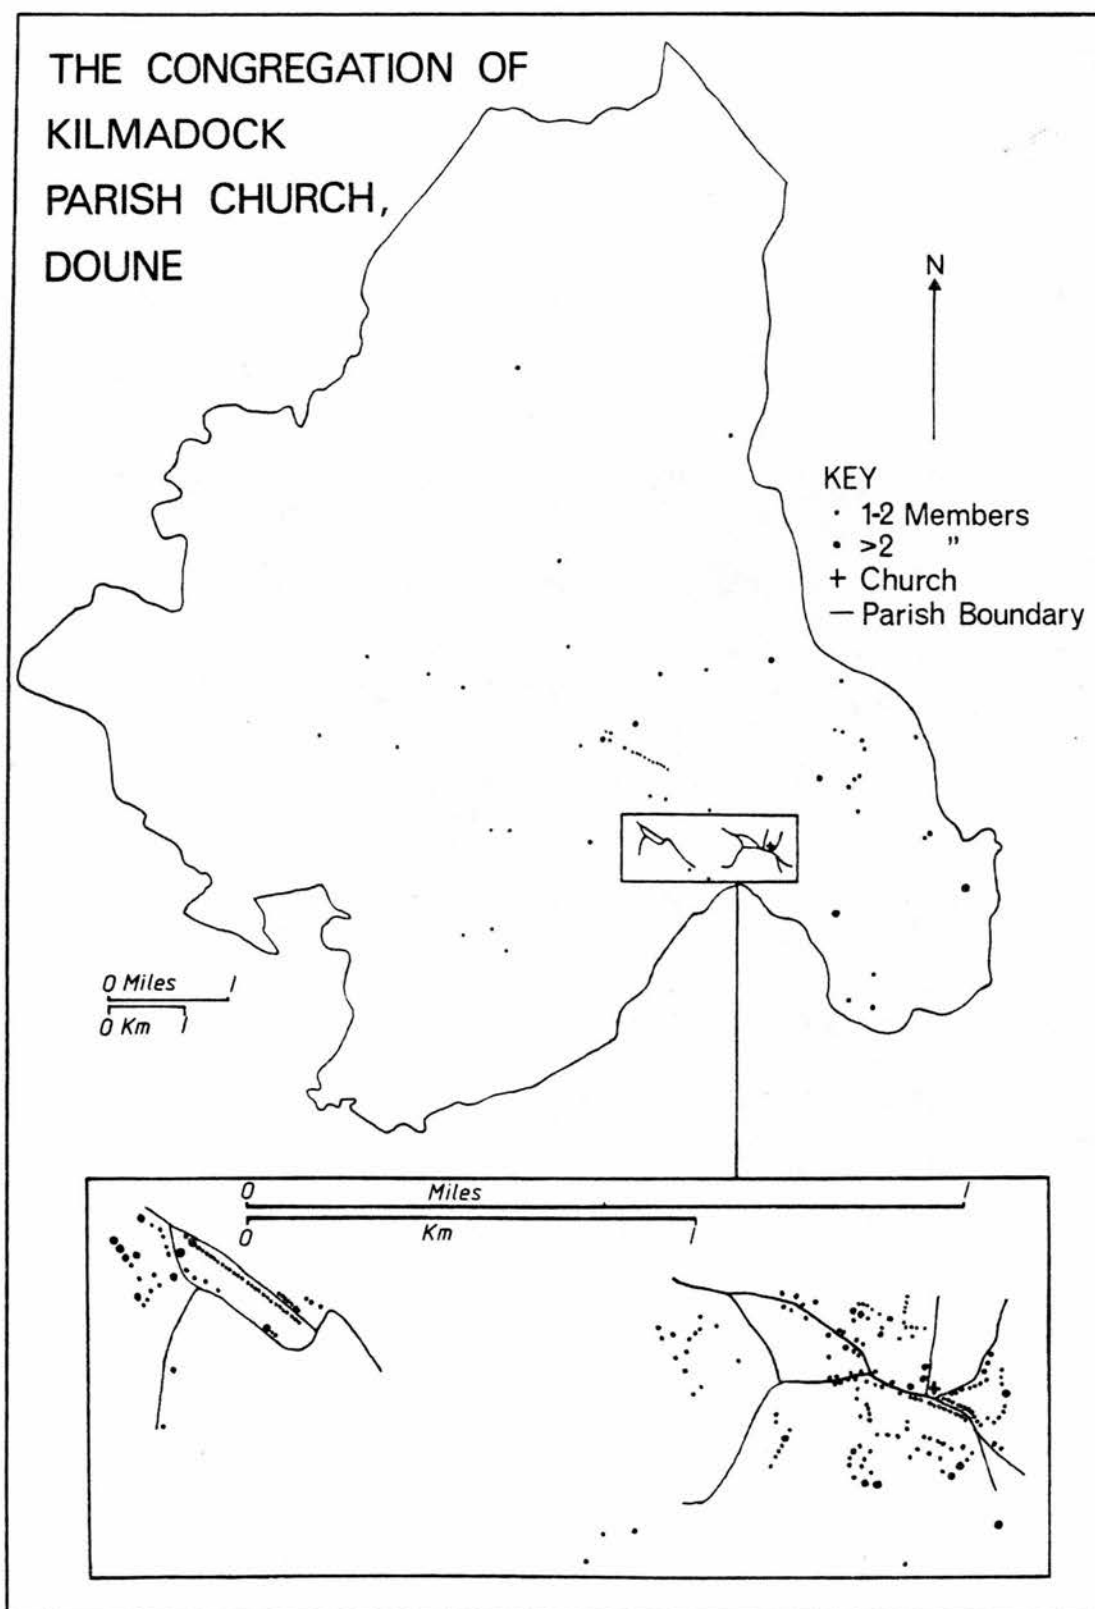 THE CONGREGATION OF
KILMADOCK
PARISH CHURCH,
DOUNE
N
KEY
1-2 Members
>2 "
+ Church
— Parish Boundary
0 Miles 1
0 Km 1
0 Miles 1
0 Km 1